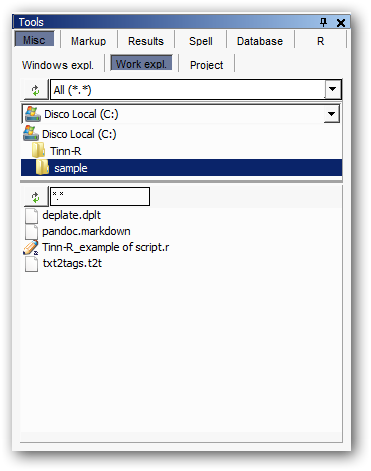 Tools
Misc Markup Results Spell Database R
Windows expl. Work expl. Project
All (*.*)
Disco Local (C:)
Disco Local (C:)
Tinn-R
sample
*.*
deplate.dplt
pandoc.markdown
Tinn-R_example of script.r
txt2tags.t2t